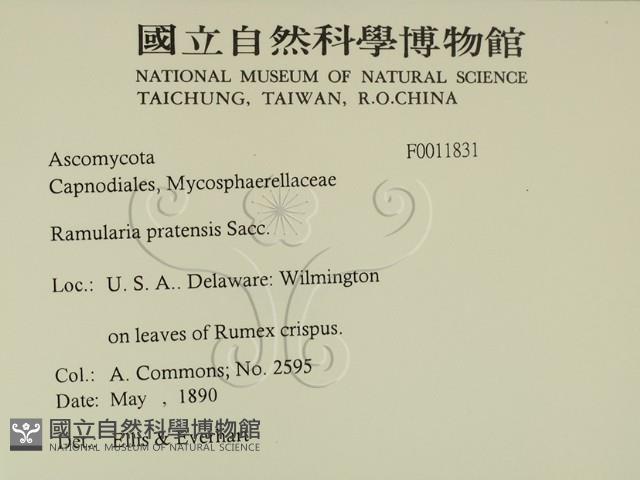 國立自然科學博物館
NATIONAL MUSEUM OF NATURAL SCIENCE
TAICHUNG, TAIWAN, R.O.CHINA
Ascomycota F0011831
Capnodiales, Mycosphaerellaceae
Ramularia pratensis Sacc.
Loc.: U. S. A.. Delaware: Wilmington
on leaves of Rumex crispus.
Col.: A. Commons; No. 2595
Date: May , 1890
Det.: Ellis & Everhart
國立自然科學博物館
NATIONAL MUSEUM OF NATURAL SCIENCE